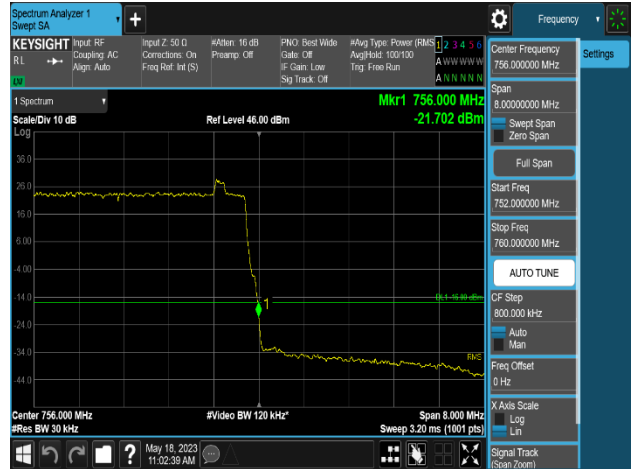 Spectrum Analyzer 1
Swept SA
Frequency
KEYSIGHT
RL
Input: RF
Coupling: AC
Align: Auto
Input Z: 50 Ω
Corrections: On
Freq Ref: Int (S)
#Atten: 16 dB
Preamp: Off
PNO: Best Wide
Gate: Off
IF Gain: Low
Sig Track: Off
#Avg Type: Power (RMS)
Avg|Hold: 100/100
Trig: Free Run
1 2 3 4 5 6
A W W W W W
A N N N N N
LW
1 Spectrum
Scale/Div 10 dB
Ref Level 46.00 dBm
Mkr1 756.000 MHz
-21.702 dBm
Log
36.0
26.0
16.0
6.00
-4.00
-14.0
-24.0
-34.0
-44.0
1
DL1 -16.00 dBm
RMS
Center 756.000 MHz
#Video BW 120 kHz*
Span 8.000 MHz
#Res BW 30 kHz
Sweep 3.20 ms (1001 pts)
?
May 18, 2023
11:02:39 AM
Center Frequency
756.000000 MHz
Settings
Span
8.00000000 MHz
Swept Span
Zero Span
Full Span
Start Freq
752.000000 MHz
Stop Freq
760.000000 MHz
AUTO TUNE
CF Step
800.000 kHz
Auto
Man
Freq Offset
0 Hz
X Axis Scale
Log
Lin
Signal Track
(Span Zoom)